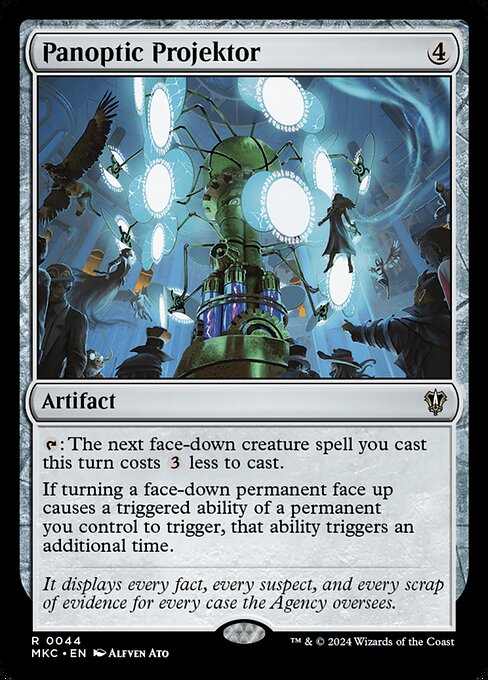 Panoptic Projektor 4
Artifact
: The next face-down creature spell you cast
this turn costs 3 less to cast.
If turning a face-down permanent face up
causes a triggered ability of a permanent
you control to trigger, that ability triggers an
additional time.
It displays every fact, every suspect, and every scrap
of evidence for every case the Agency oversees.
R 0044
MKC • EN ALFVEN ATO
™ & © 2024 Wizards of the Coast